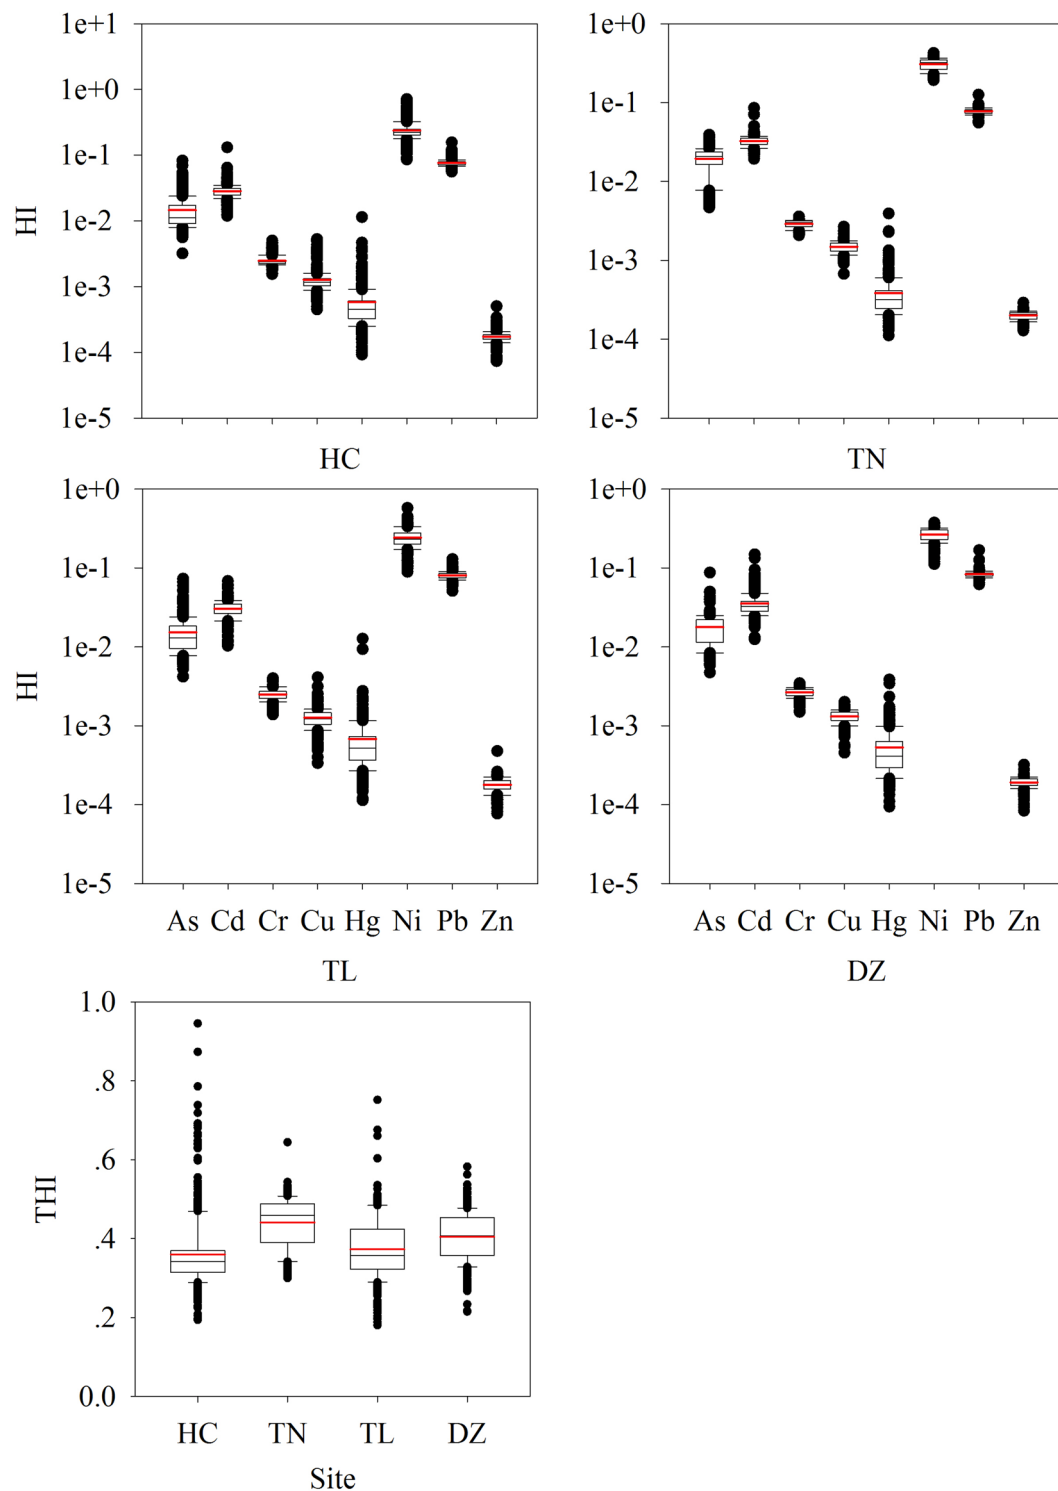 1e+1
1e+0
1e-1
1e-2
1e-3
1e-4
1e-5
HI
HC
1e+0
1e-1
1e-2
1e-3
1e-4
1e-5
TN
1e+0
1e-1
1e-2
1e-3
1e-4
1e-5
HI
As Cd Cr Cu Hg Ni Pb Zn
TL
1e+0
1e-1
1e-2
1e-3
1e-4
1e-5
As Cd Cr Cu Hg Ni Pb Zn
DZ
1.0
.8
.6
.4
.2
0.0
THI
HC TN TL DZ
Site